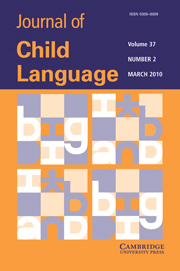 ISSN 0305-0009
Journal of
Child
Language
Volume 37
NUMBER 2
MARCH 2010
CAMBRIDGE
UNIVERSITY PRESS